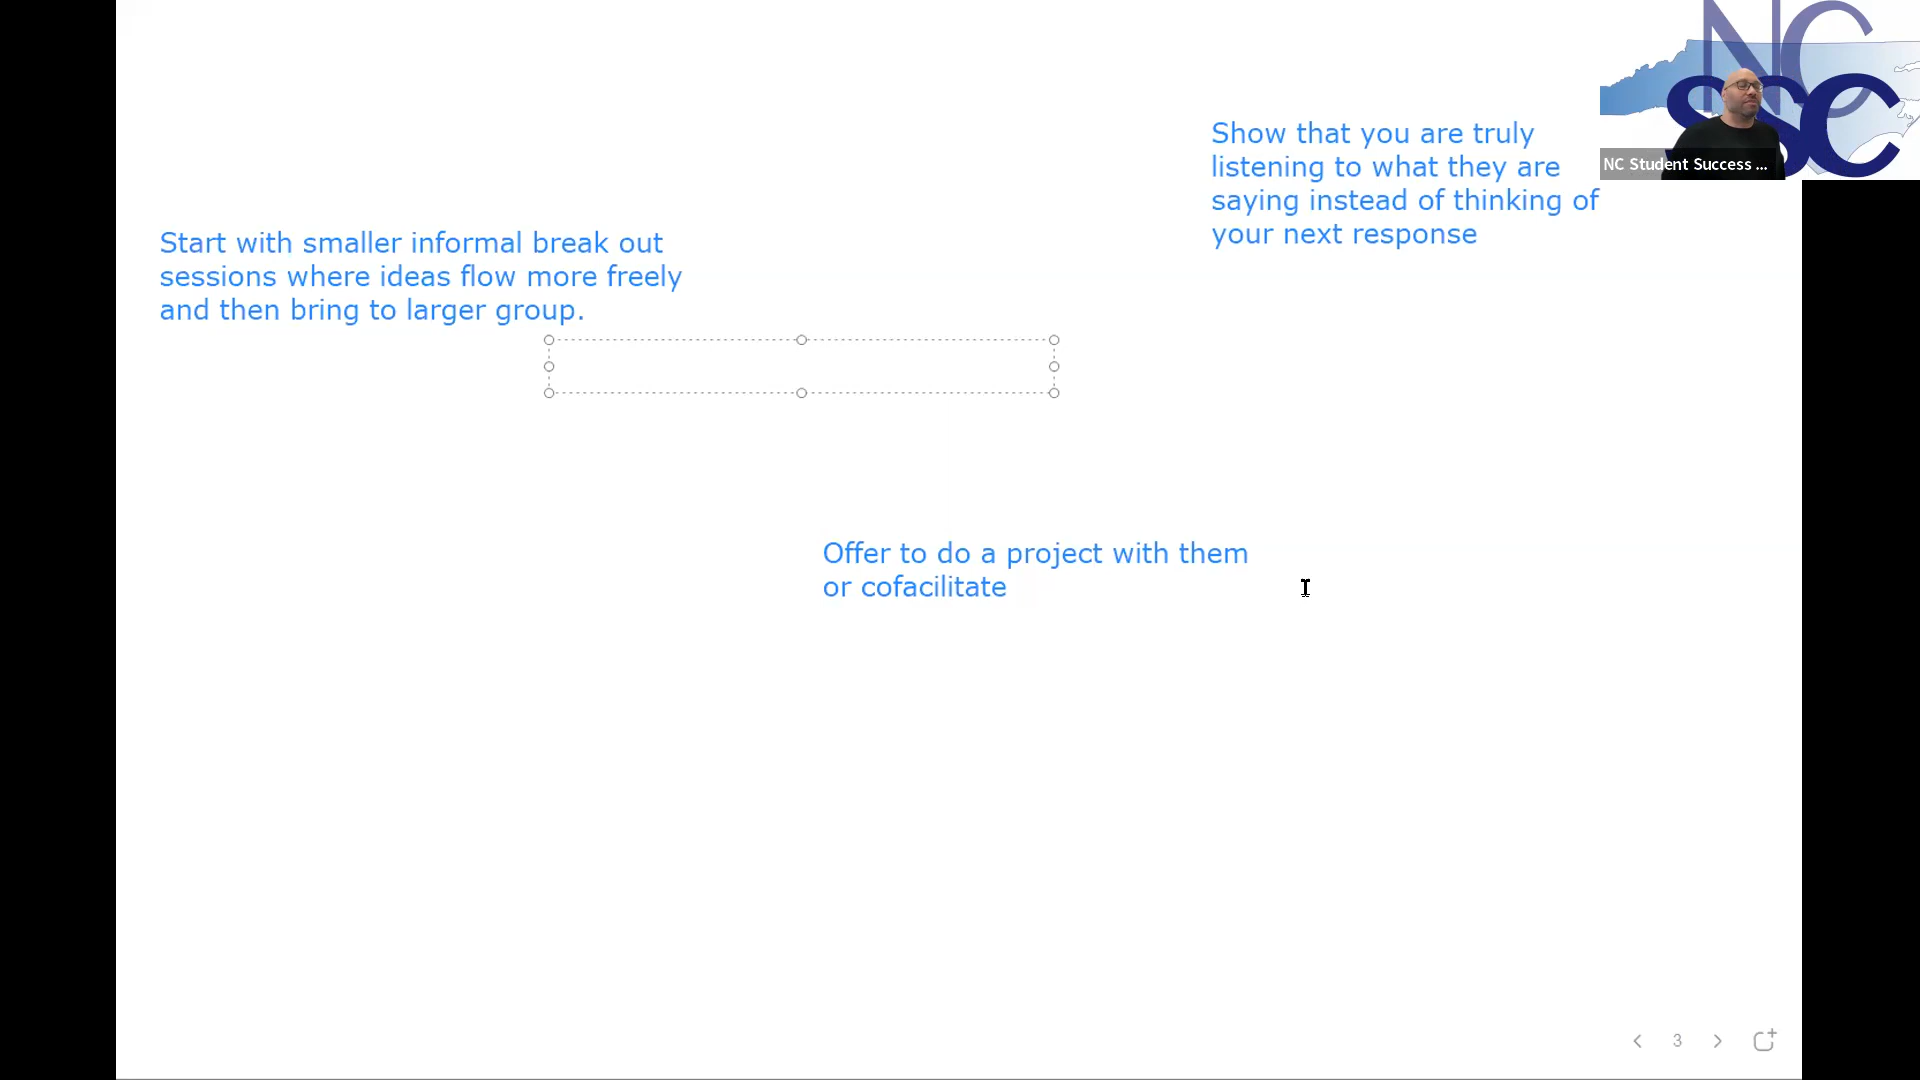 NC
SSC
NC Student Success ...
Show that you are truly
listening to what they are
saying instead of thinking of
your next response
Start with smaller informal break out
sessions where ideas flow more freely
and then bring to larger group.
Offer to do a project with them
or cofacilitate
3